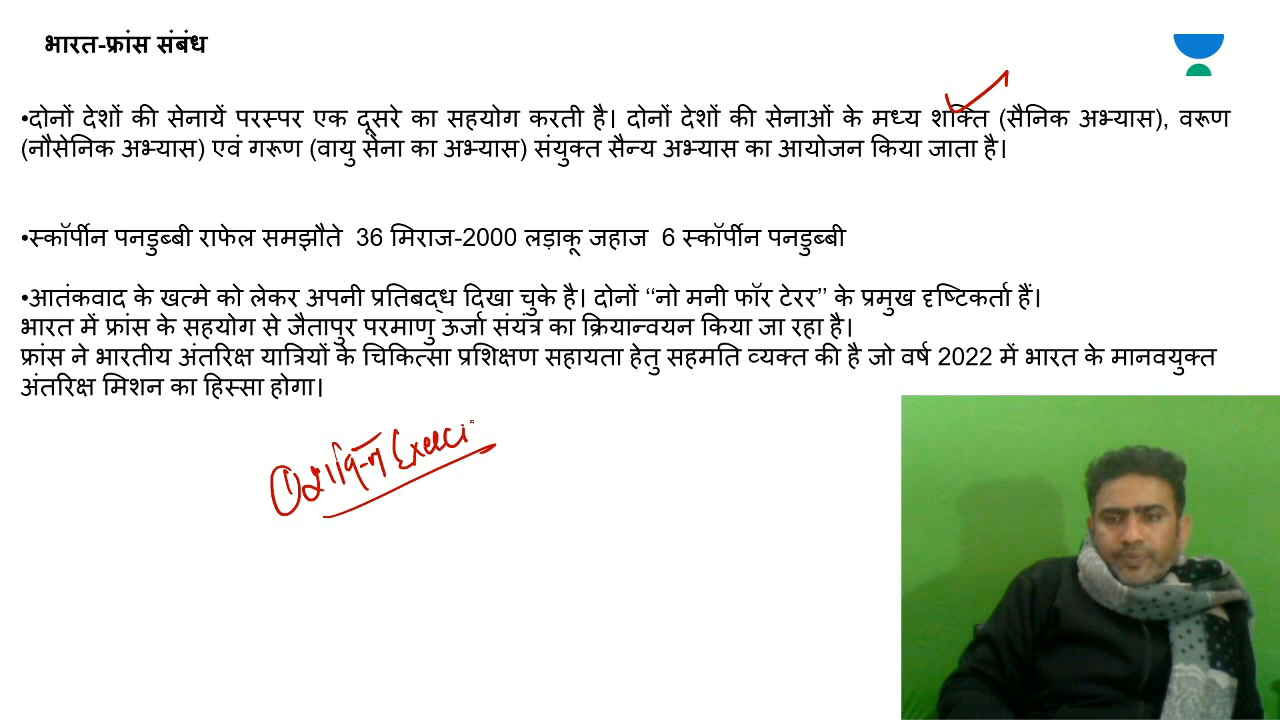 भारत-फ्रांस संबंध
•दोनों देशों की सेनायें परस्पर एक दूसरे का सहयोग करती है। दोनों देशों की सेनाओं के मध्य शक्ति (सैनिक अभ्यास), वरूण
(नौसेनिक अभ्यास) एवं गरूण (वायु सेना का अभ्यास) संयुक्त सैन्य अभ्यास का आयोजन किया जाता है।
•स्कॉर्पीन पनडुब्बी राफेल समझौते 36 मिराज-2000 लड़ाकू जहाज 6 स्कॉर्पीन पनडुब्बी
•आतंकवाद के खत्मे को लेकर अपनी प्रतिबद्ध दिखा चुके है। दोनों “नो मनी फॉर टेरर” के प्रमुख दृष्टिकर्ता हैं।
भारत में फ्रांस के सहयोग से जैतापुर परमाणु ऊर्जा संयंत्र का क्रियान्वयन किया जा रहा है।
फ्रांस ने भारतीय अंतरिक्ष यात्रियों के चिकित्सा प्रशिक्षण सहायता हेतु सहमति व्यक्त की है जो वर्ष 2022 में भारत के मानवयुक्त
अंतरिक्ष मिशन का हिस्सा होगा।
① शक्ति Exerci